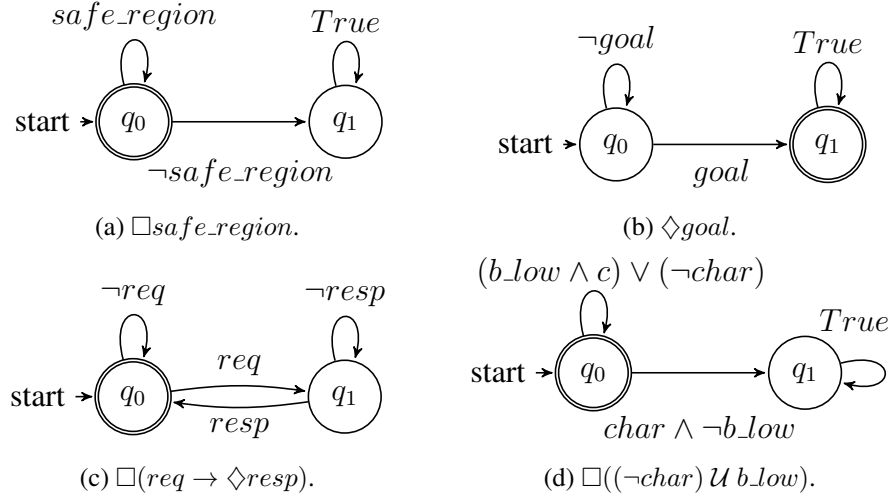 safe_region
True
start
q₀
q₁
¬safe_region
(a) □safe_region.
¬goal
True
start
q₀
q₁
goal
(b) ◇goal.
¬req
¬resp
start
q₀
req
resp
q₁
(c) □(req → ◇resp).
(b_low ∧ c) ∨ (¬char)
True
start
q₀
q₁
char ∧ ¬b_low
(d) □((¬char) 𝒰 b_low).